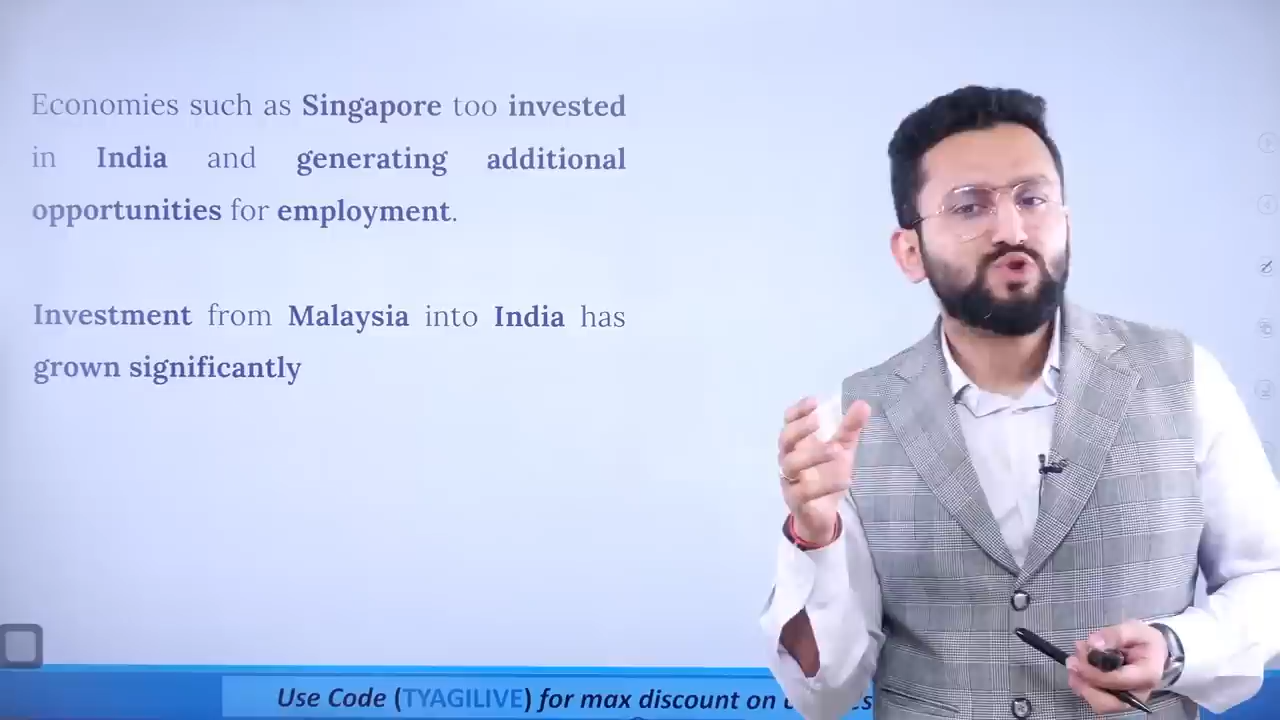 Economies such as Singapore too invested
in India and generating additional
opportunities for employment.
Investment from Malaysia into India has
grown significantly
Use Code (TYAGILIVE) for max discount on